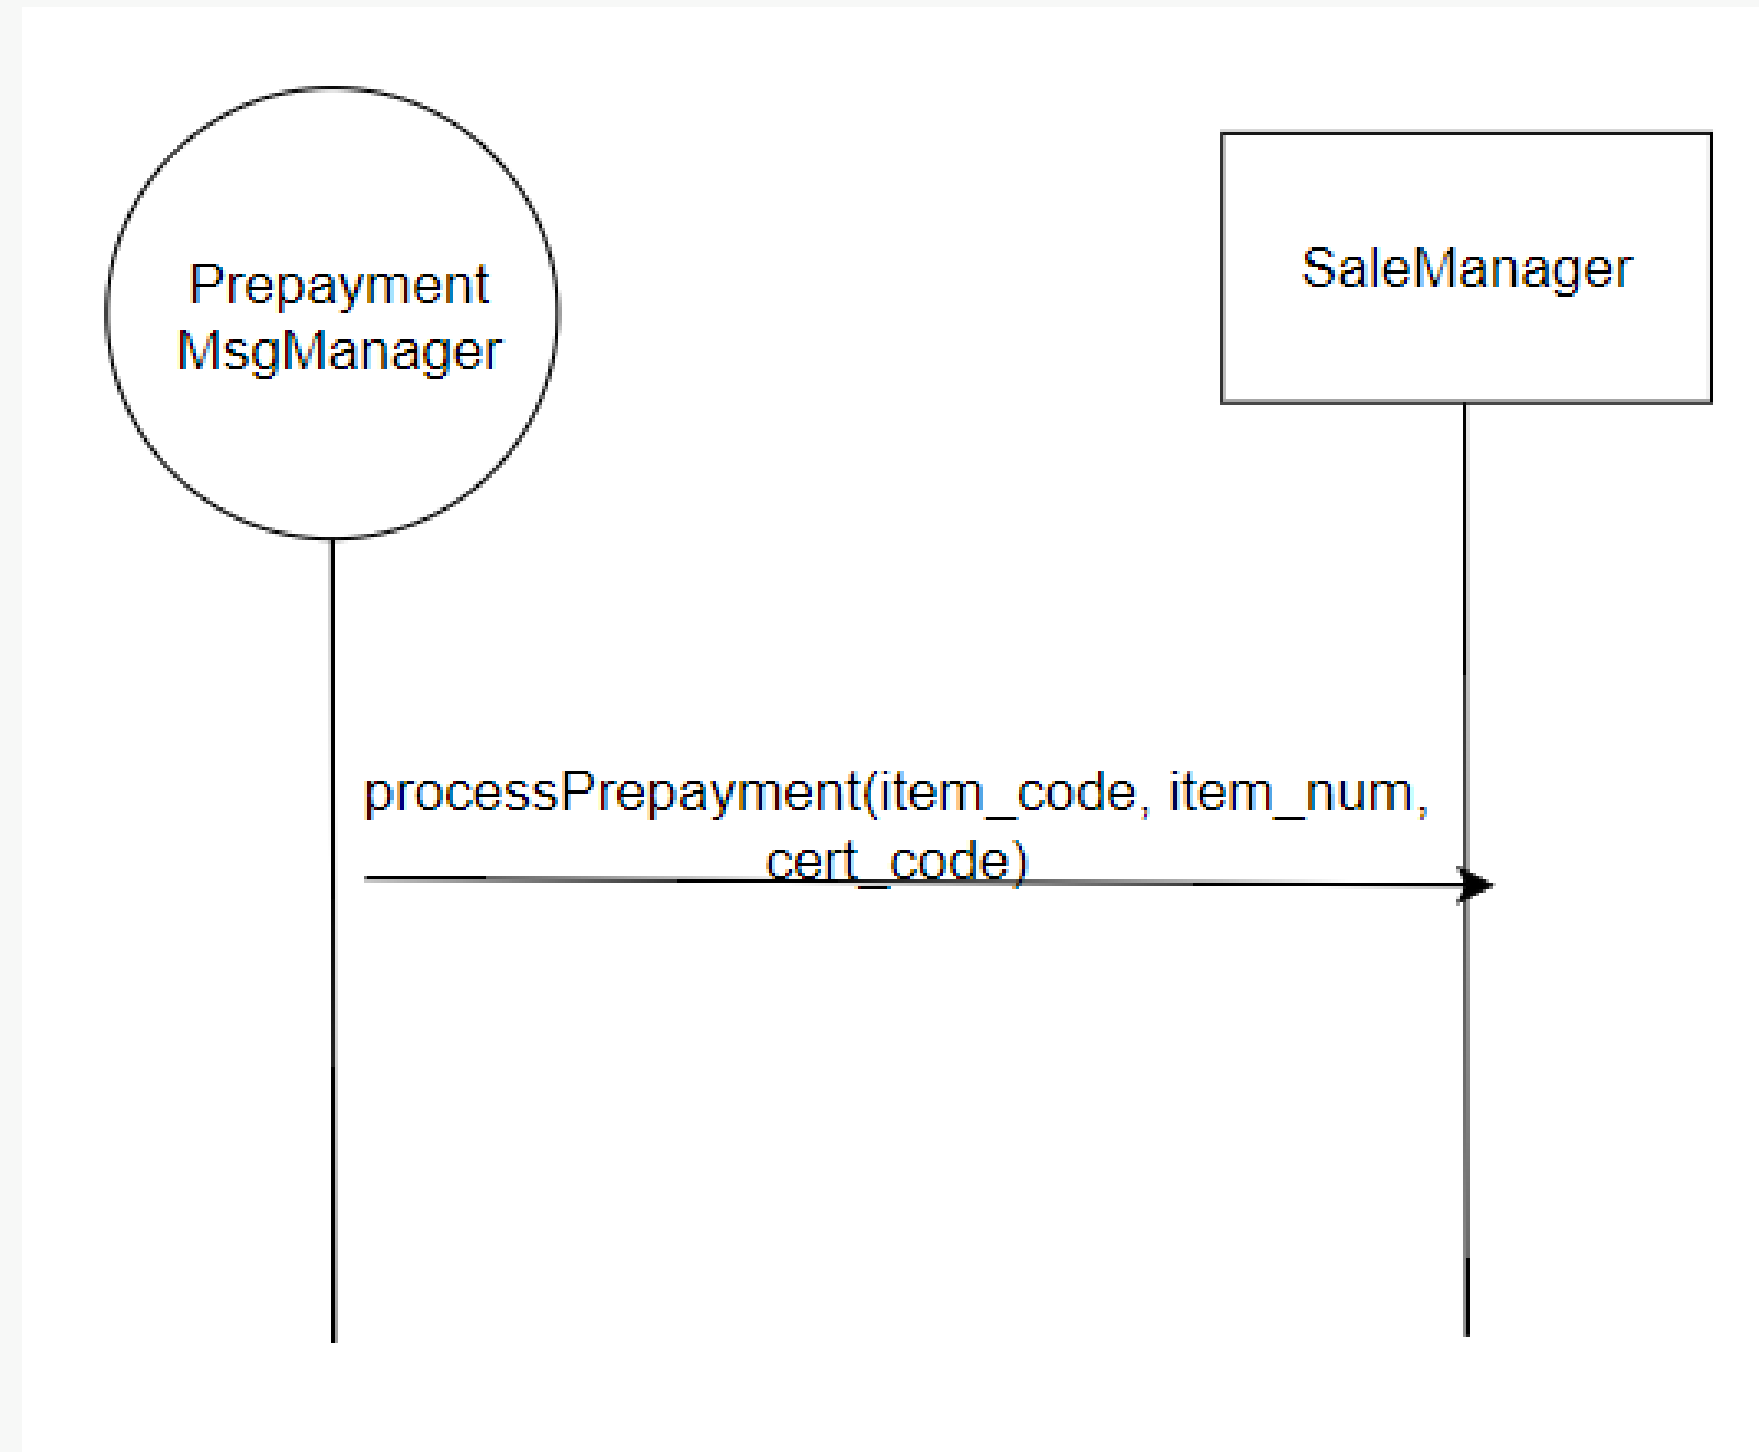 Prepayment
MsgManager
SaleManager
processPrepayment(item_code, item_num,
cert_code)